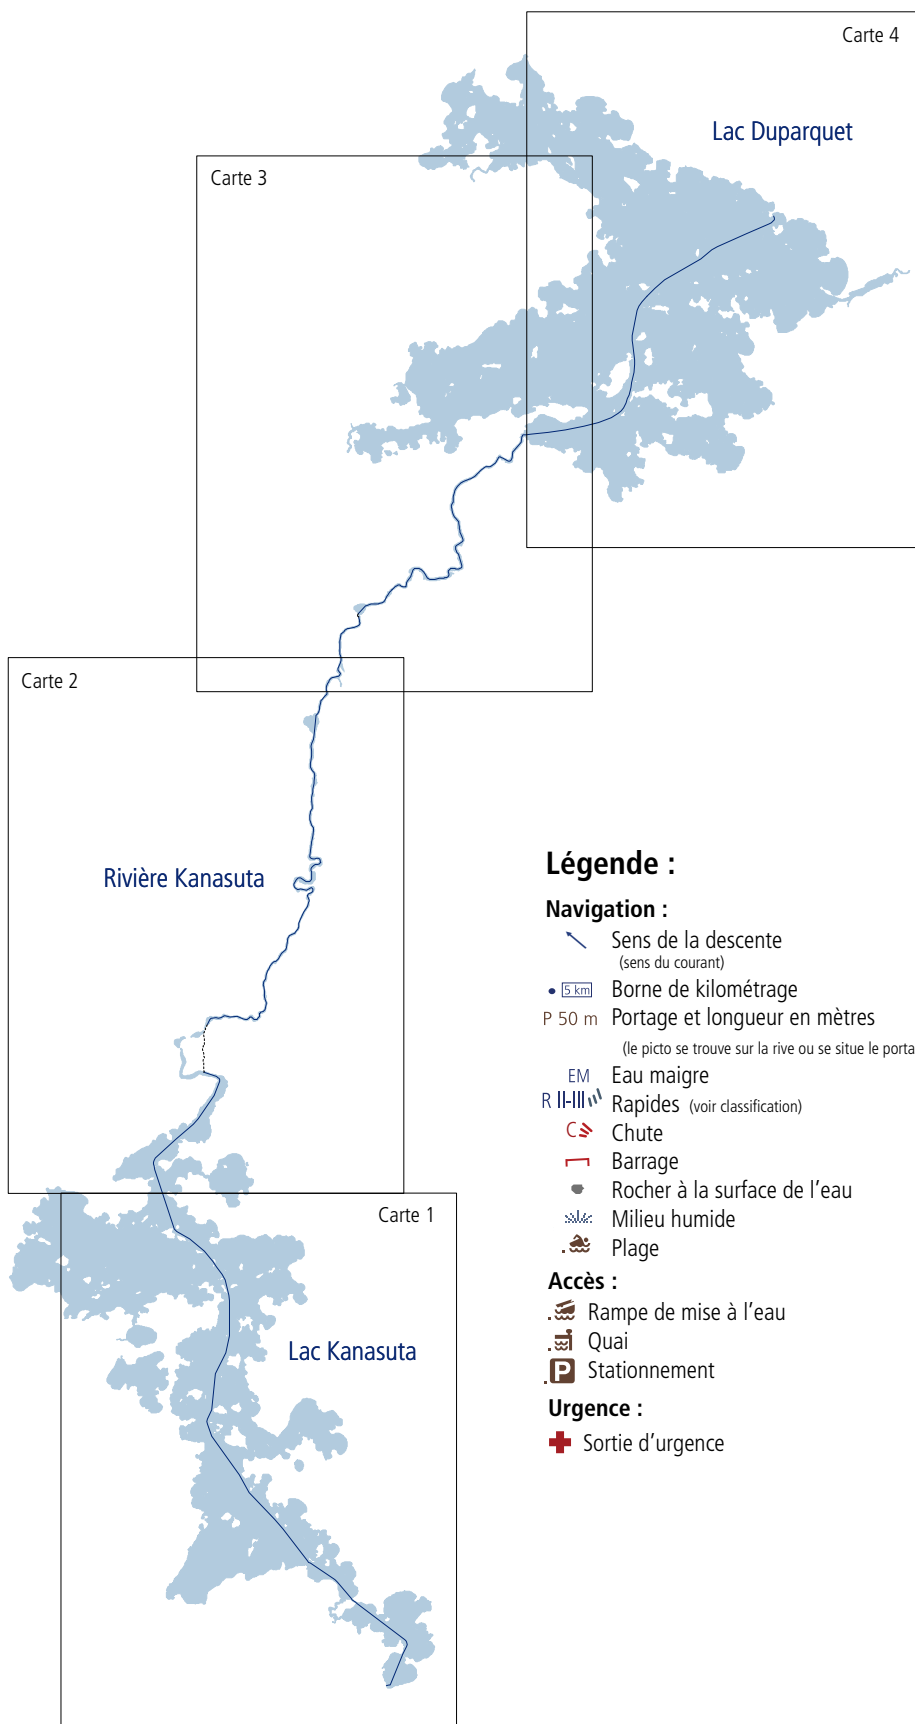 Carte 4
Lac Duparquet
Carte 3
Carte 2
Rivière Kanasuta
Carte 1
Lac Kanasuta
Légende :
Navigation :
Sens de la descente
(sens du courant)
5 km Borne de kilométrage
P 50 m Portage et longueur en mètres
(le picto se trouve sur la rive ou se situe le porta
EM Eau maigre
R II-III Rapides (voir classification)
C Chute
Barrage
Rocher à la surface de l'eau
Milieu humide
Plage
Accès :
Rampe de mise à l'eau
Quai
P Stationnement
Urgence :
Sortie d'urgence